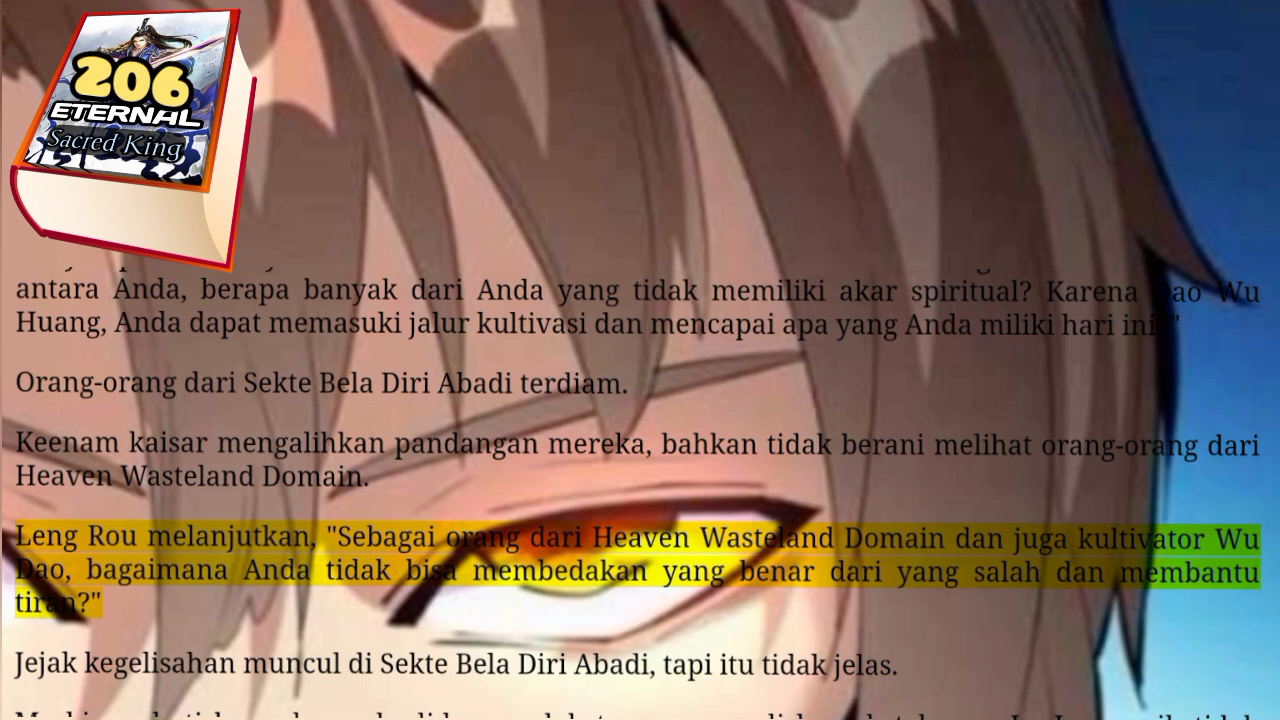 206
ETERNAL
Sacred King
antara Anda, berapa banyak dari Anda yang tidak memiliki akar spiritual? Karena Dao Wu
Huang, Anda dapat memasuki jalur kultivasi dan mencapai apa yang Anda miliki hari ini?"
Orang-orang dari Sekte Bela Diri Abadi terdiam.
Keenam kaisar mengalihkan pandangan mereka, bahkan tidak berani melihat orang-orang dari
Heaven Wasteland Domain.
Leng Rou melanjutkan, "Sebagai orang dari Heaven Wasteland Domain dan juga kultivator Wu
Dao, bagaimana Anda tidak bisa membedakan yang benar dari yang salah dan membantu
tiran?"
Jejak kegelisahan muncul di Sekte Bela Diri Abadi, tapi itu tidak jelas.